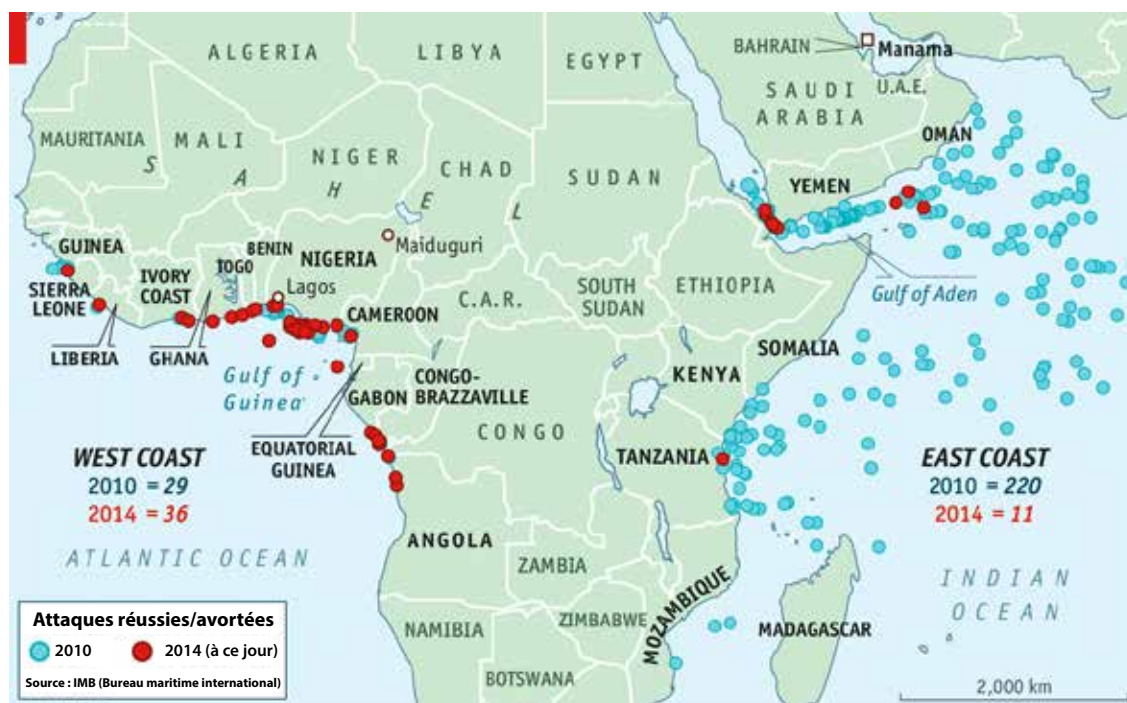 ALGERIA
LIBYA
EGYPT
BAHRAIN
Manama
U.A.E.
SAUDI
ARABIA
OMAN
MAURITANIA
MALI
NIGER
CHAD
SUDAN
YEMEN
SAHEL
Maiduguri
GUINEA
SIERRA
LEONE
IVORY
COAST
TOGO
BENIN
NIGERIA
Lagos
C.A.R.
SOUTH
SUDAN
ETHIOPIA
Gulf of Aden
LIBERIA
GHANA
CAMEROON
SOMALIA
KENYA
Gulf of
Guinea
GABON
CONGO-
BRAZZAVILLE
EQUATORIAL
GUINEA
CONGO
TANZANIA
WEST COAST
2010 = 29
2014 = 36
EAST COAST
2010 = 220
2014 = 11
ATLANTIC OCEAN
ANGOLA
ZAMBIA
INDIAN
OCEAN
NAMIBIA
ZIMBABWE
MOZAMBIQUE
MADAGASCAR
BOTSWANA
Attaques réussies/avortées
2010 2014 (à ce jour)
Source : IMB (Bureau maritime international)
2,000 km